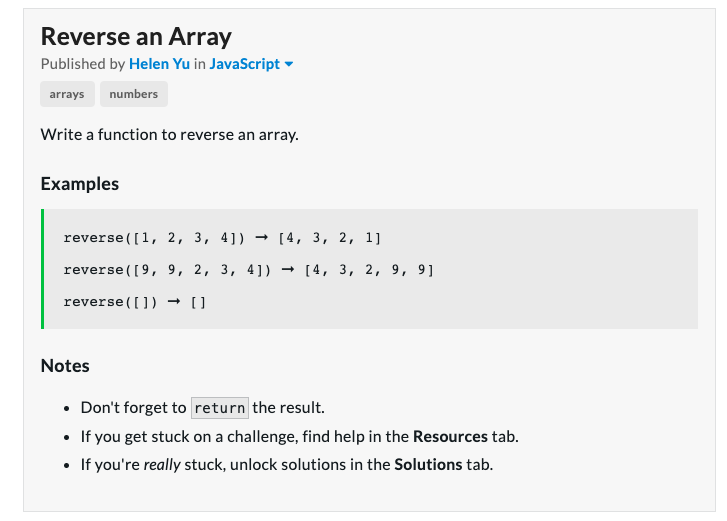 Reverse an Array
Published by Helen Yu in JavaScript
arrays numbers
Write a function to reverse an array.
Examples
reverse([1, 2, 3, 4]) ➞ [4, 3, 2, 1]
reverse([9, 9, 2, 3, 4]) ➞ [4, 3, 2, 9, 9]
reverse([]) ➞ []
Notes
• Don't forget to return the result.
• If you get stuck on a challenge, find help in the Resources tab.
• If you're really stuck, unlock solutions in the Solutions tab.